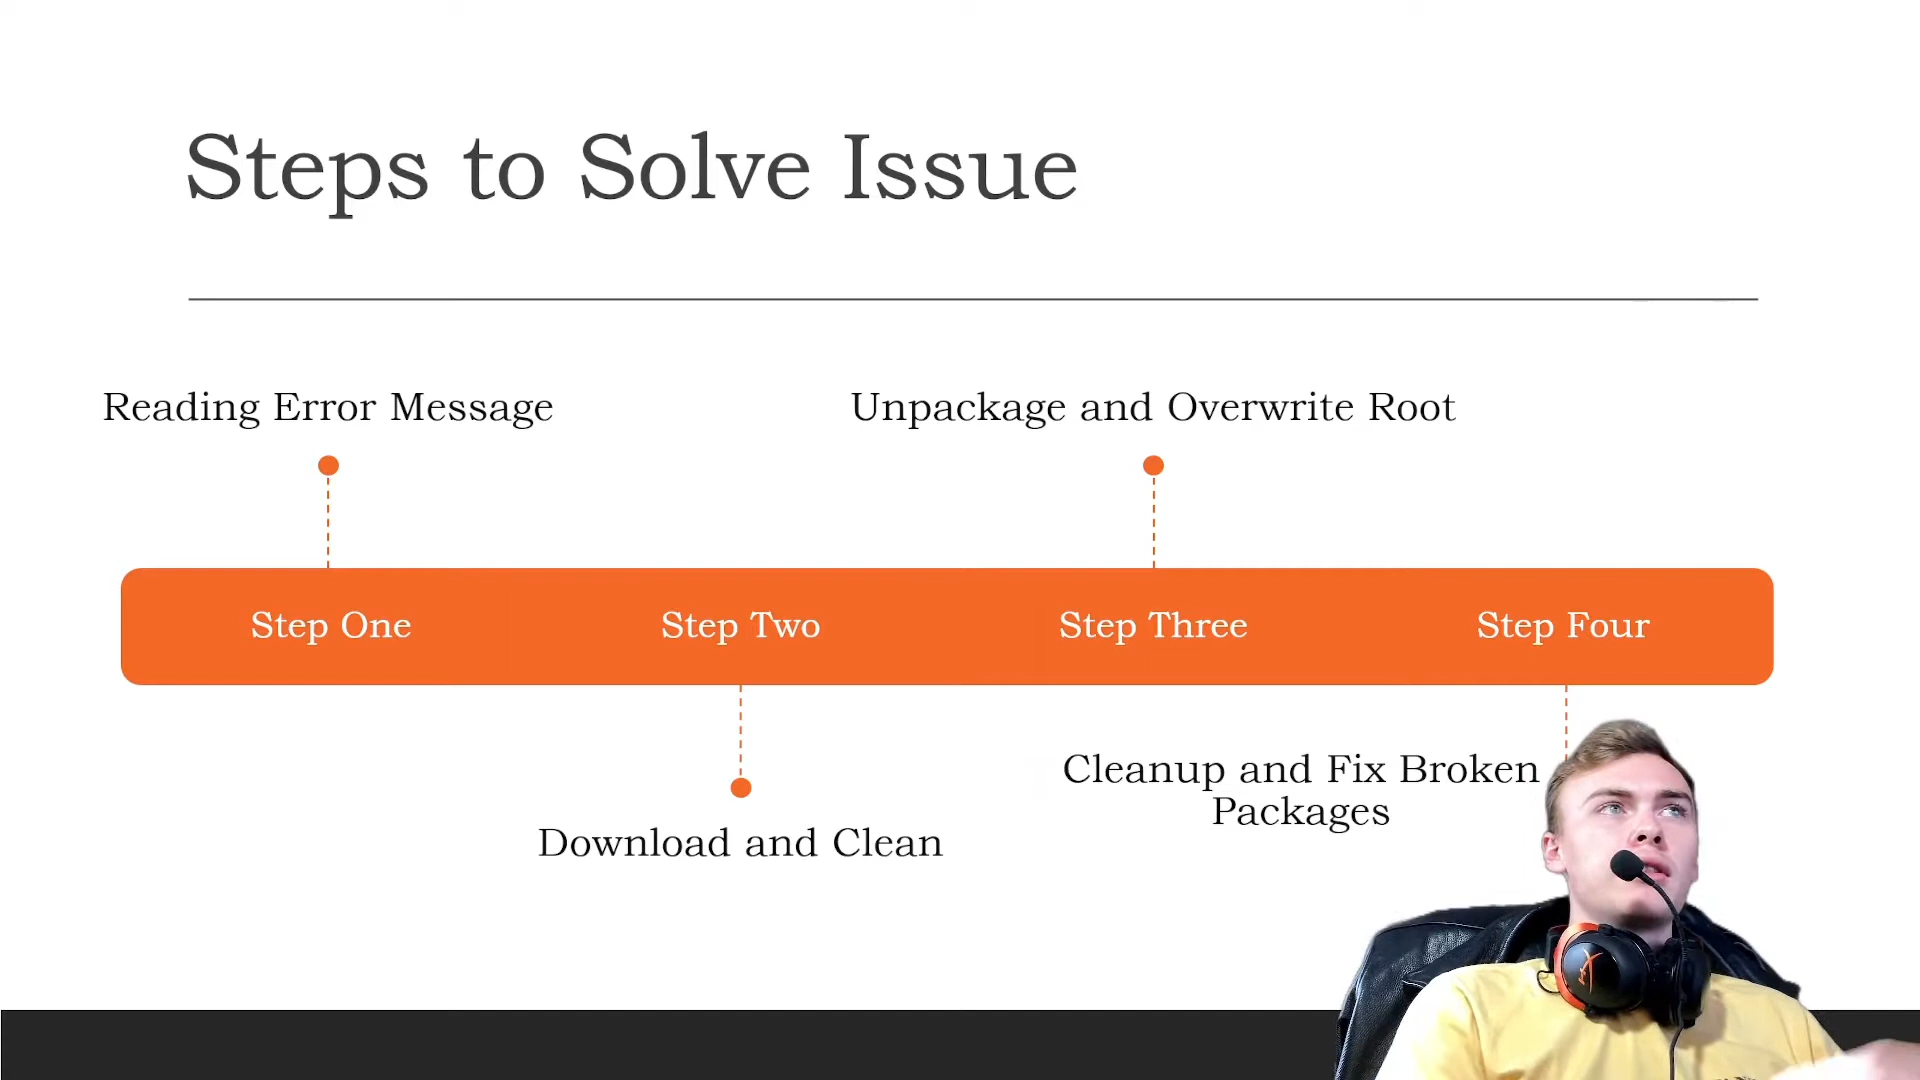 Steps to Solve Issue
Reading Error Message
Unpackage and Overwrite Root
Step One
Step Two
Step Three
Step Four
Cleanup and Fix Broken
Packages
Download and Clean